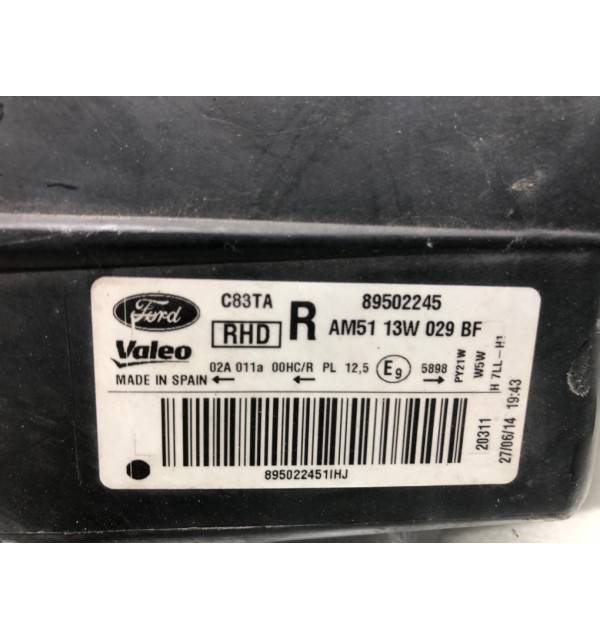 Ford C83TA 89502245
Valeo RHD R AM51 13W 029 BF
MADE IN SPAIN 02A 011a 00HC/R PL 12,5 E9 5898
PY21W
W5W
H 7LL-H1
20311
27/06/14 19:43
895022451IHJ